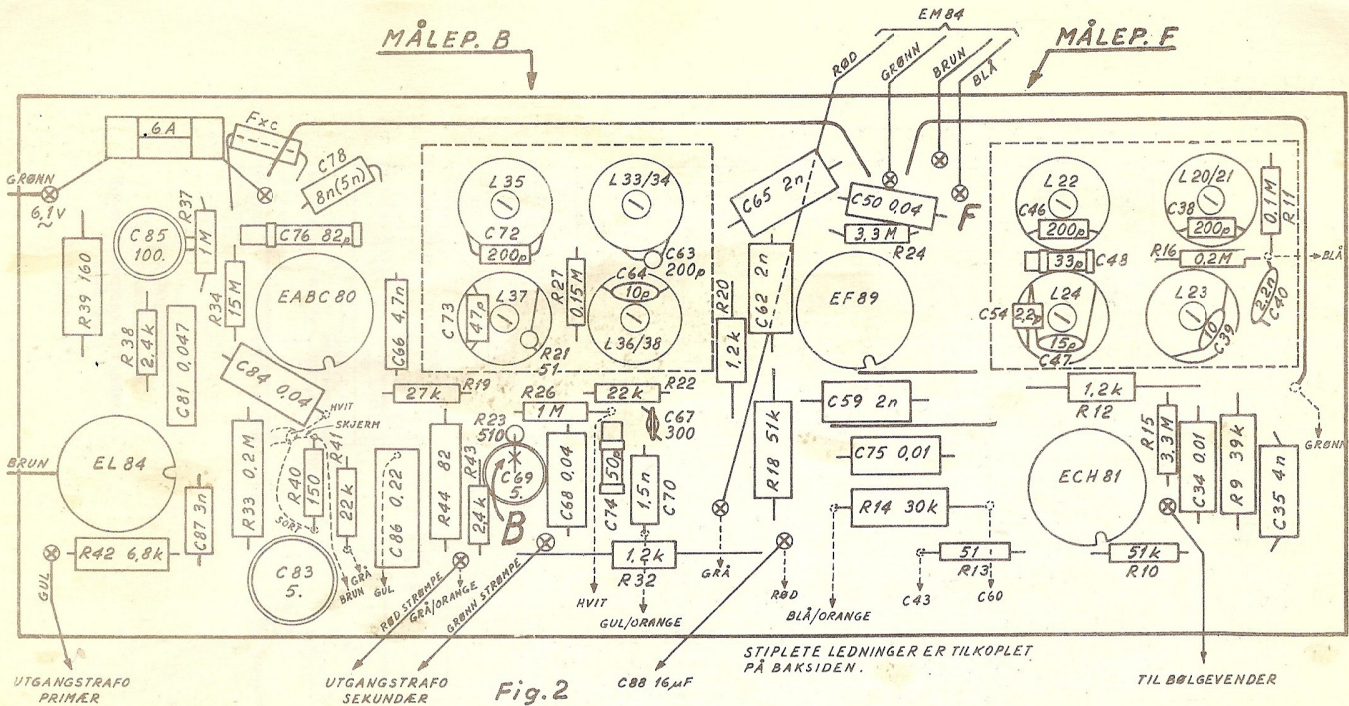 EM 84
MÅLEP. B
MÅLEP. F
RØD
GRØNN
BRUN
BLÅ
6A
Fxc
C78
8n(5n)
GRØNN
6,1V
~
R37
1M
C85
100.
C76 82p
R39 160
R34
15M
EABC 80
C66 4,7n
R38
2.4k
C81 0,047
L35
C72
200p
L33/34
C63
200p
C64
10p
C73
47p
L37
R27
0.15M
L36/38
R21
51
C65 2n
C50 0.04
3,3M
R24
F
R20
1,2k
C62 2n
EF89
L22
C46
200p
L20/21
C38
200p
0,1M
R11
33p
C48
R16
0.2M
BLÅ
C54
2,2p
L24
15p
C47
L23
10
C39
2,2n
C40
C84 0,04
HVIT
SKJERM
27k
R19
R26
1M
22k
R22
R23
510
C67
300
C59 2n
1,2k
R12
GRØNN
BRUN
EL 84
R33 0,2M
R40
150
R41
22k
SORT
C86 0,22
R44 82
R43
2,4k
C69
5.
B
C68 0,04
C74
50p
1,5n
C70
R18 51k
C75 0,01
R14 30k
ECH 81
R15
3,3M
C34 0.01
R9 39k
C35 4n
C87 3n
R42 6,8k
GUL
C83
5.
GRÅ
BRUN
GUL
RØD STRØMPE
GRÅ/ORANGE
GRØNN STRØMPE
1,2k
R32
HVIT
GUL/ORANGE
GRÅ
RØD
BLÅ/ORANGE
51
R13
C43
C60
51k
R10
STIPLETE LEDNINGER ER TILKOPLET
PÅ BAKSIDEN.
UTGANGSTRAFO
PRIMÆR
UTGANGSTRAFO
SEKUNDÆR
Fig.2
C88 16µF
TIL BØLGEVENDER